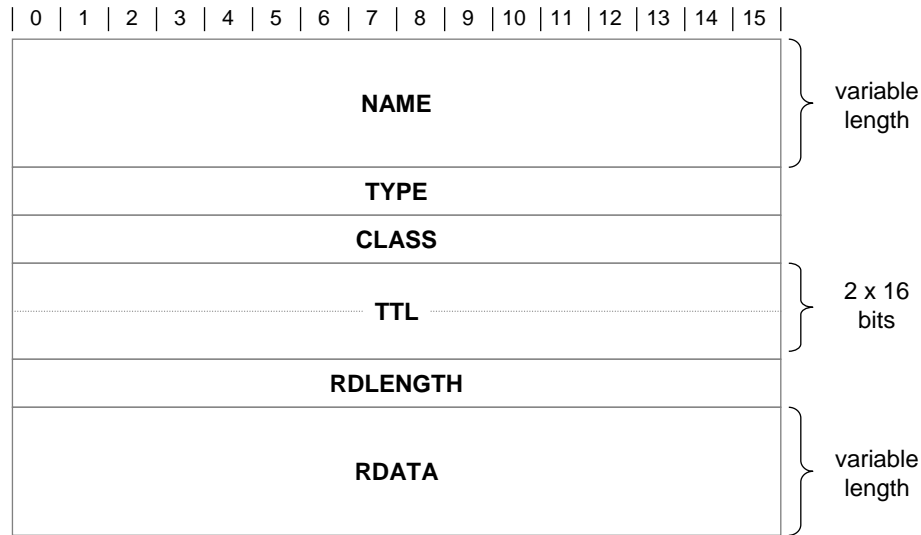 0 1 2 3 4 5 6 7 8 9 10 11 12 13 14 15
NAME
variable
length
TYPE
CLASS
TTL
2 x 16
bits
RDLENGTH
RDATA
variable
length